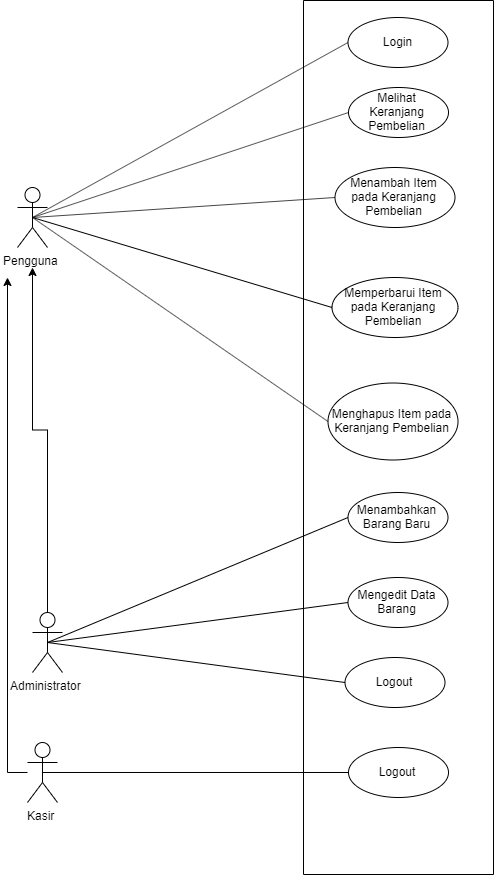 Login
Melihat
Keranjang
Pembelian
Menambah Item
pada Keranjang
Pembelian
Pengguna
Memperbarui Item
pada Keranjang
Pembelian
Menghapus Item pada
Keranjang Pembelian
Menambahkan
Barang Baru
Mengedit Data
Barang
Administrator
Logout
Logout
Kasir